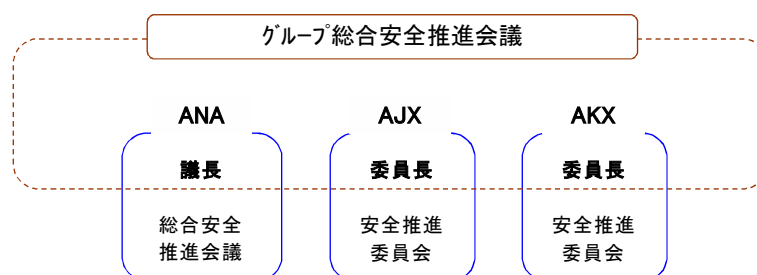 グループ総合安全推進会議
ANA AJX AKX
議長 委員長 委員長
総合安全 安全推進 安全推進
推進会議 委員会 委員会